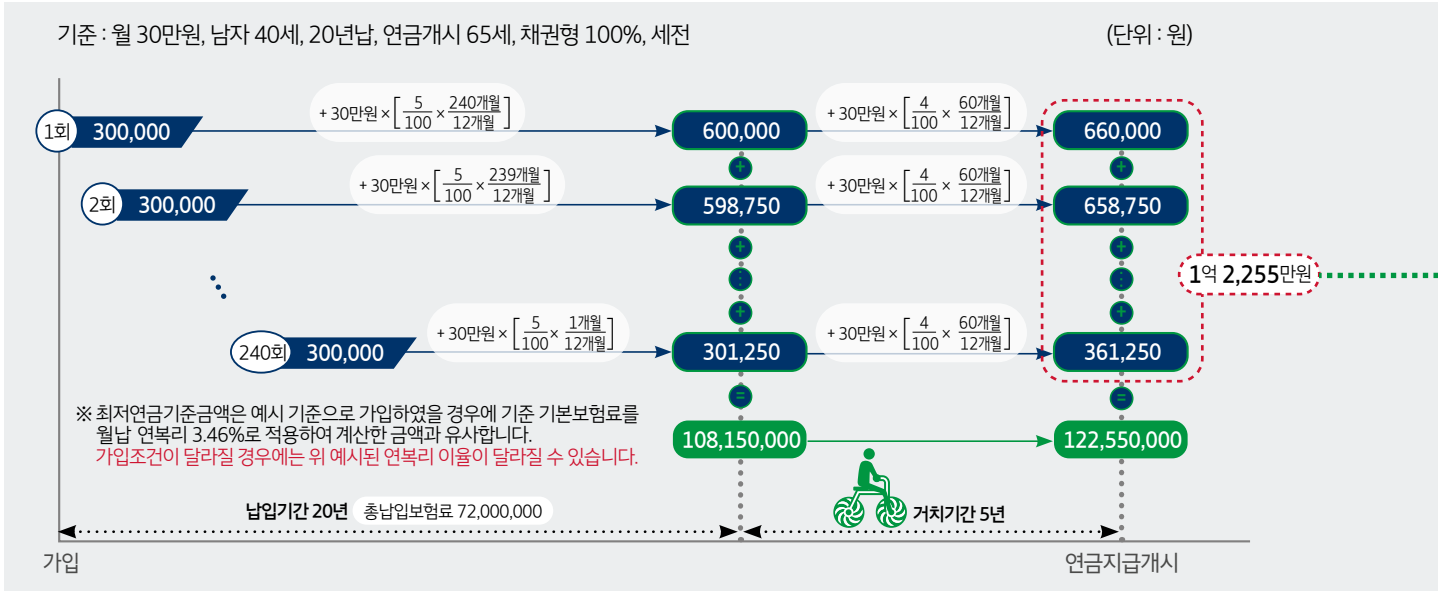 기준 : 월 30만원, 남자 40세, 20년납, 연금개시 65세, 채권형 100%, 세전
(단위 : 원)
1회 300,000
+ 30만원 × [5/100 × 240개월/12개월]
600,000
+ 30만원 × [4/100 × 60개월/12개월]
660,000
+
+
2회 300,000
+ 30만원 × [5/100 × 239개월/12개월]
598,750
+ 30만원 × [4/100 × 60개월/12개월]
658,750
+
+
1억 2,255만원
+
+
240회 300,000
+ 30만원 × [5/100 × 1개월/12개월]
301,250
+ 30만원 × [4/100 × 60개월/12개월]
361,250
=
=
※ 최저연금기준금액은 예시 기준으로 가입하였을 경우에 기준 기본보험료를
월납 연복리 3.46%로 적용하여 계산한 금액과 유사합니다.
가입조건이 달라질 경우에는 위 예시된 연복리 이율이 달라질 수 있습니다.
108,150,000
122,550,000
납입기간 20년 총납입보험료 72,000,000
거치기간 5년
가입
연금지급개시